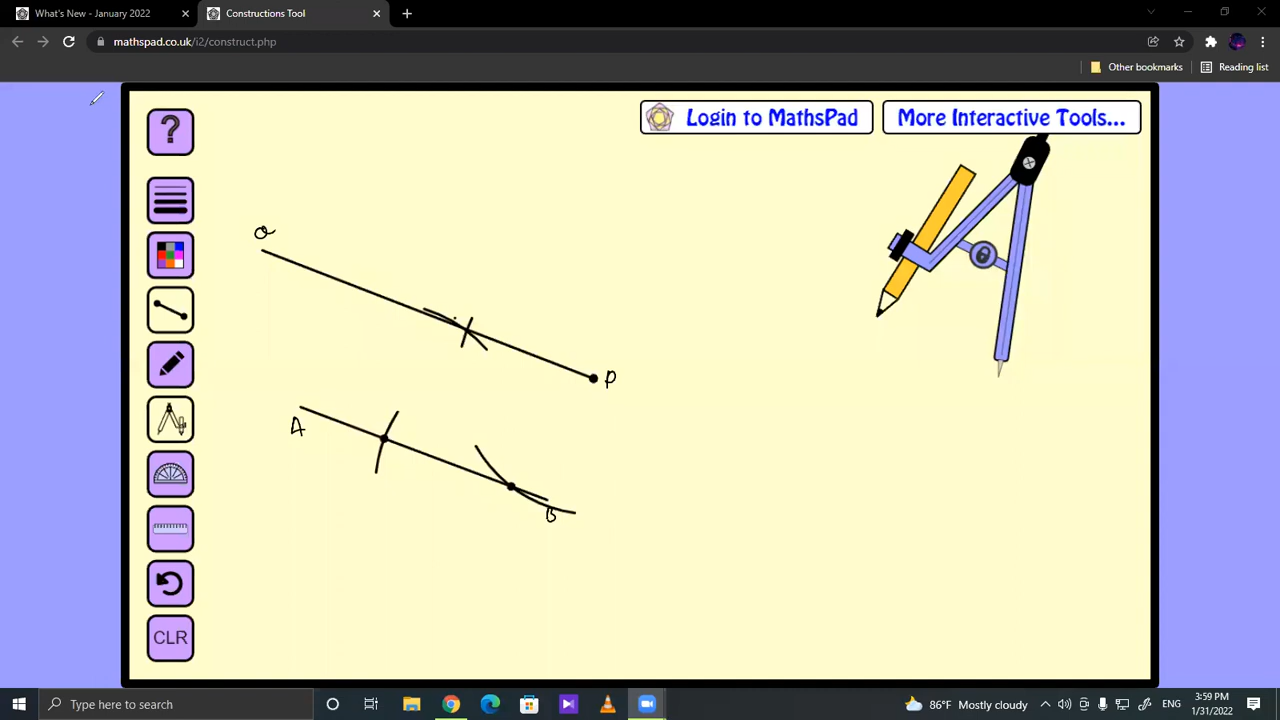 What's New - January 2022
Constructions Tool
mathspad.co.uk/i2/construct.php
Other bookmarks
Reading list
?
Login to MathsPad
More Interactive Tools...
Q
P
A
B
CLR
Type here to search
86°F Mostly cloudy
ENG
3:59 PM
1/31/2022